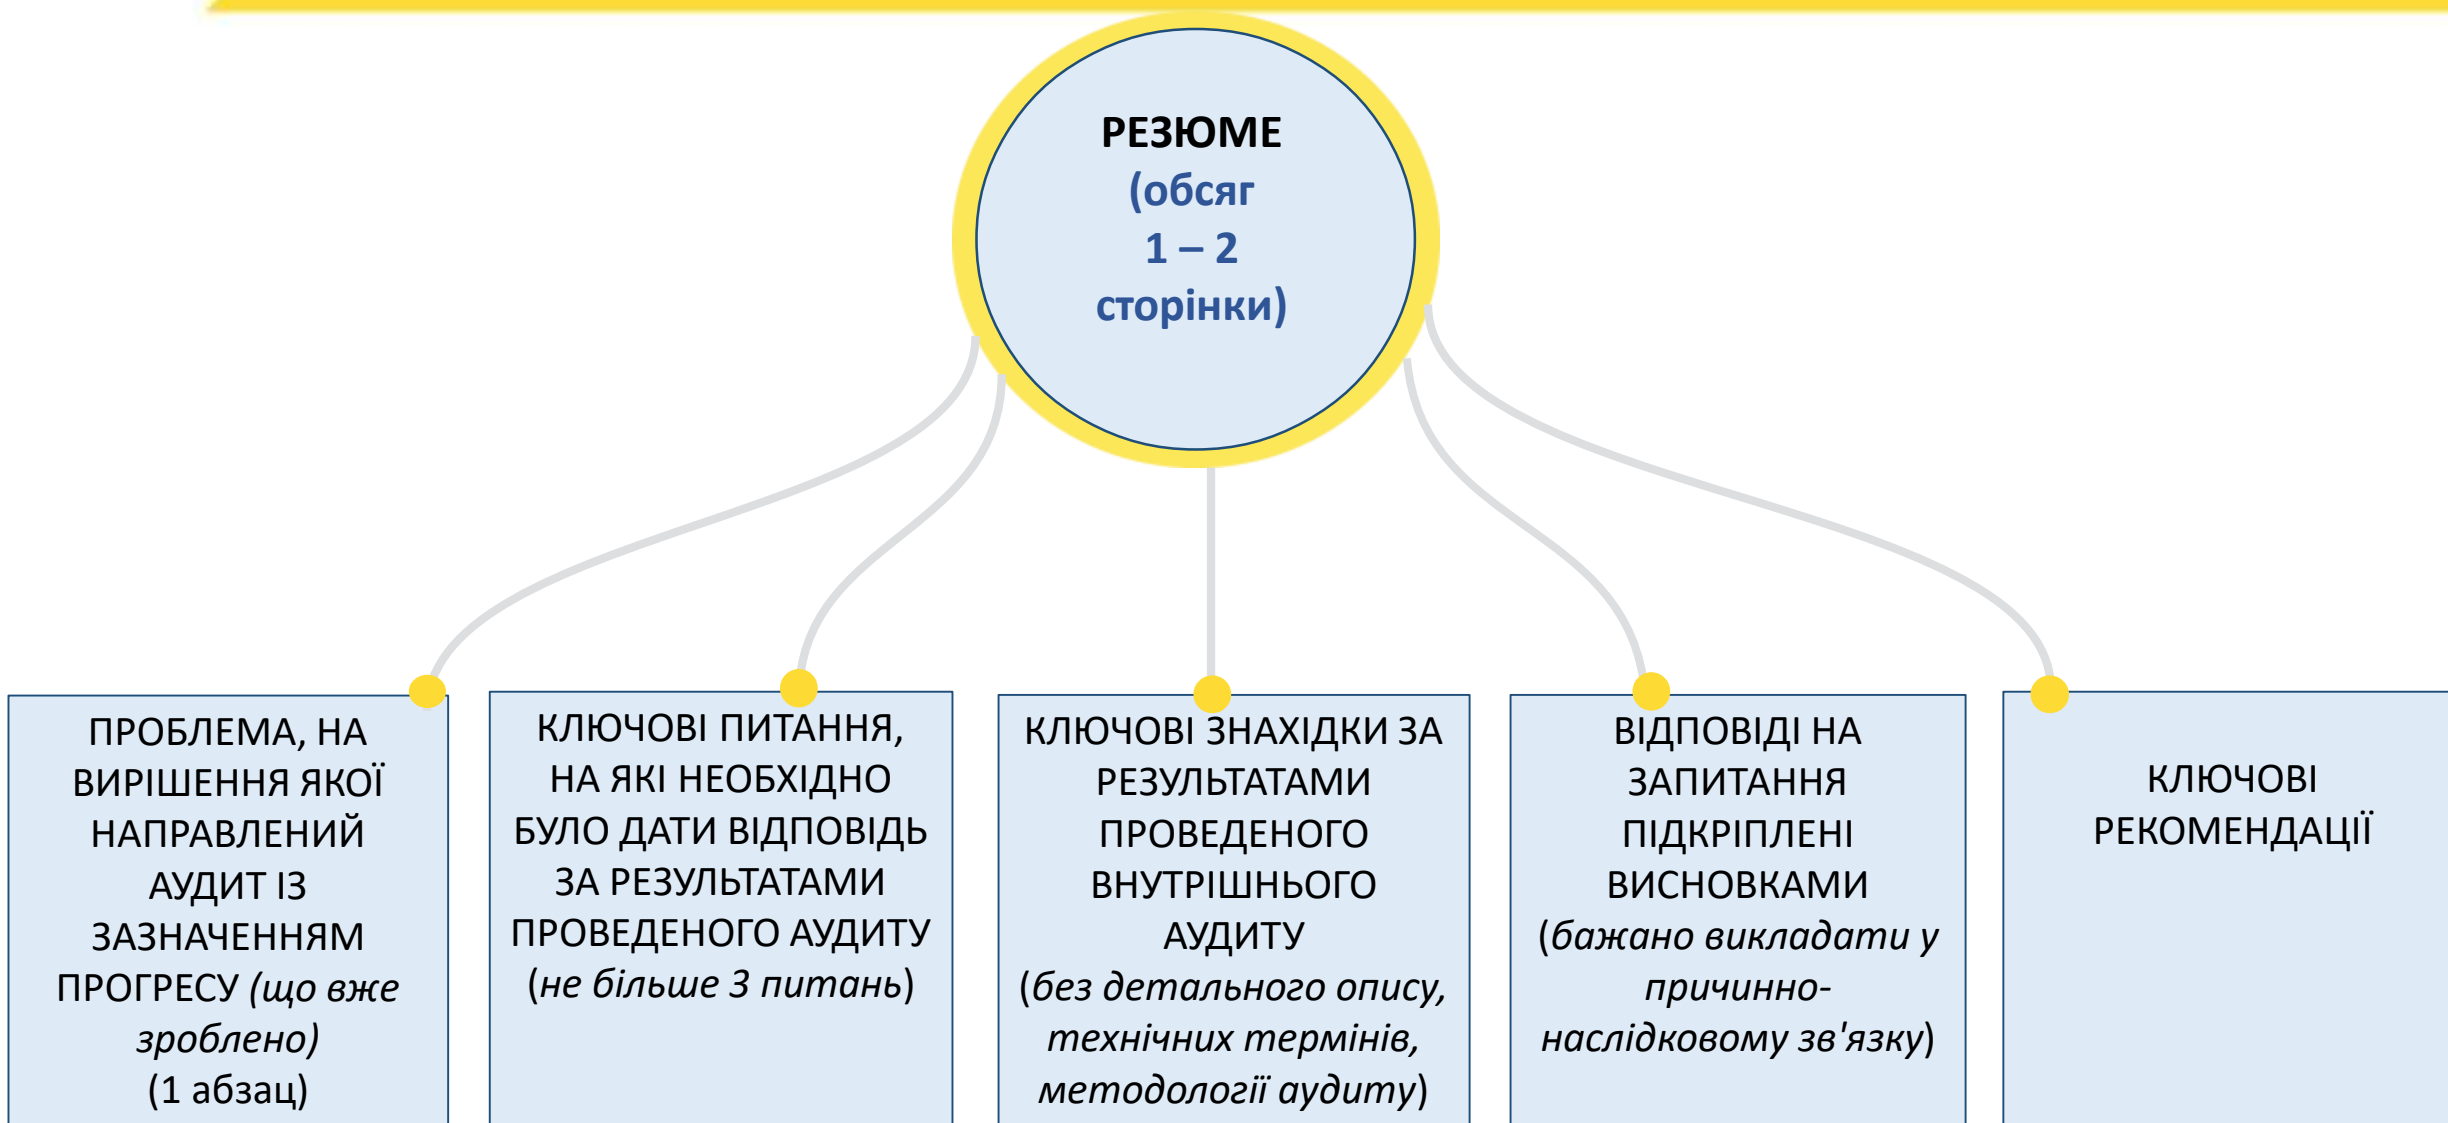 РЕЗЮМЕ
(обсяг
1 – 2
сторінки)
ПРОБЛЕМА, НА
ВИРІШЕННЯ ЯКОЇ
НАПРАВЛЕНИЙ
АУДИТ ІЗ
ЗАЗНАЧЕННЯМ
ПРОГРЕСУ (що вже
зроблено)
(1 абзац)
КЛЮЧОВІ ПИТАННЯ,
НА ЯКІ НЕОБХІДНО
БУЛО ДАТИ ВІДПОВІДЬ
ЗА РЕЗУЛЬТАТАМИ
ПРОВЕДЕНОГО АУДИТУ
(не більше 3 питань)
КЛЮЧОВІ ЗНАХІДКИ ЗА
РЕЗУЛЬТАТАМИ
ПРОВЕДЕНОГО
ВНУТРІШНЬОГО
АУДИТУ
(без детального опису,
технічних термінів,
методології аудиту)
ВІДПОВІДІ НА
ЗАПИТАННЯ
ПІДКРІПЛЕНІ
ВИСНОВКАМИ
(бажано викладати у
причинно-
наслідковому зв'язку)
КЛЮЧОВІ
РЕКОМЕНДАЦІЇ